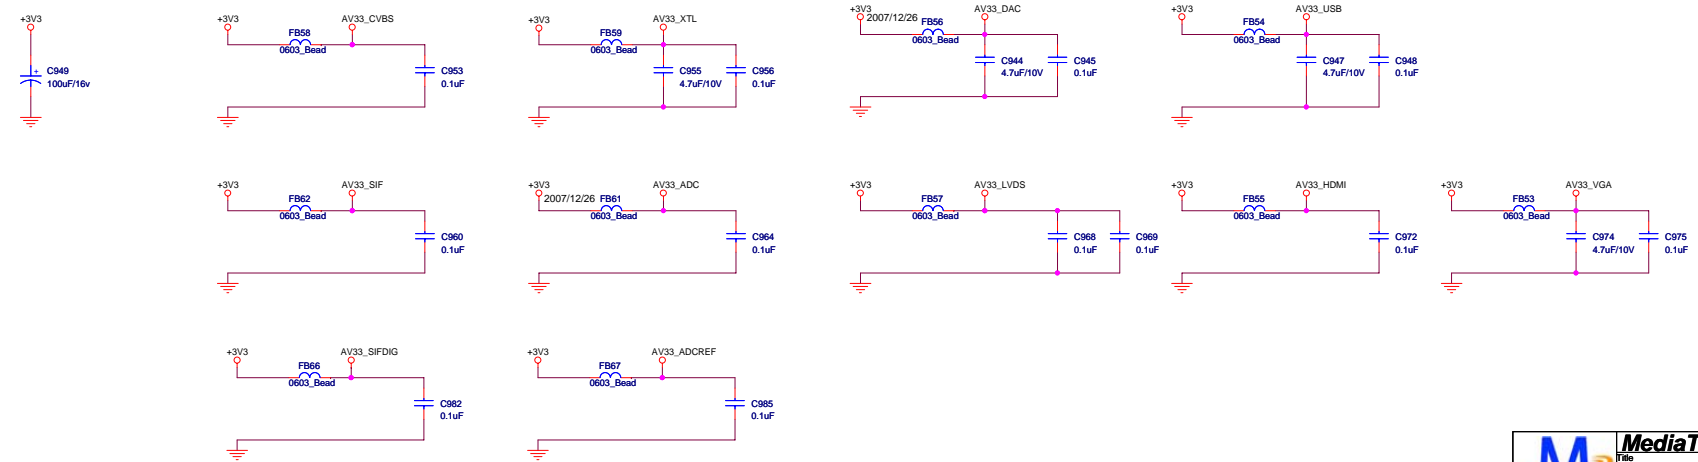 +3V3
C949
100uF/16v
+3V3
AV33_CVBS
FB58
0603_Bead
C953
0.1uF
+3V3
AV33_XTL
FB59
0603_Bead
C955
4.7uF/10V
C956
0.1uF
+3V3
2007/12/26
AV33_DAC
FB56
0603_Bead
C944
4.7uF/10V
C945
0.1uF
+3V3
AV33_USB
FB54
0603_Bead
C947
4.7uF/10V
C948
0.1uF
+3V3
AV33_SIF
FB62
0603_Bead
C960
0.1uF
+3V3
2007/12/26
AV33_ADC
FB61
0603_Bead
C964
0.1uF
+3V3
AV33_LVDS
FB57
0603_Bead
C968
0.1uF
C969
0.1uF
+3V3
AV33_HDMI
FB55
0603_Bead
C972
0.1uF
+3V3
AV33_VGA
FB53
0603_Bead
C974
4.7uF/10V
C975
0.1uF
+3V3
AV33_SIFDIG
FB66
0603_Bead
C982
0.1uF
+3V3
AV33_ADCREF
FB67
0603_Bead
C985
0.1uF
MediaT
Title